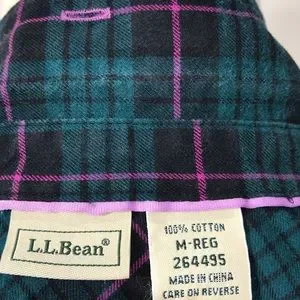 L.L.Bean®
100% COTTON
M-REG
264495
MADE IN CHINA
CARE ON REVERSE